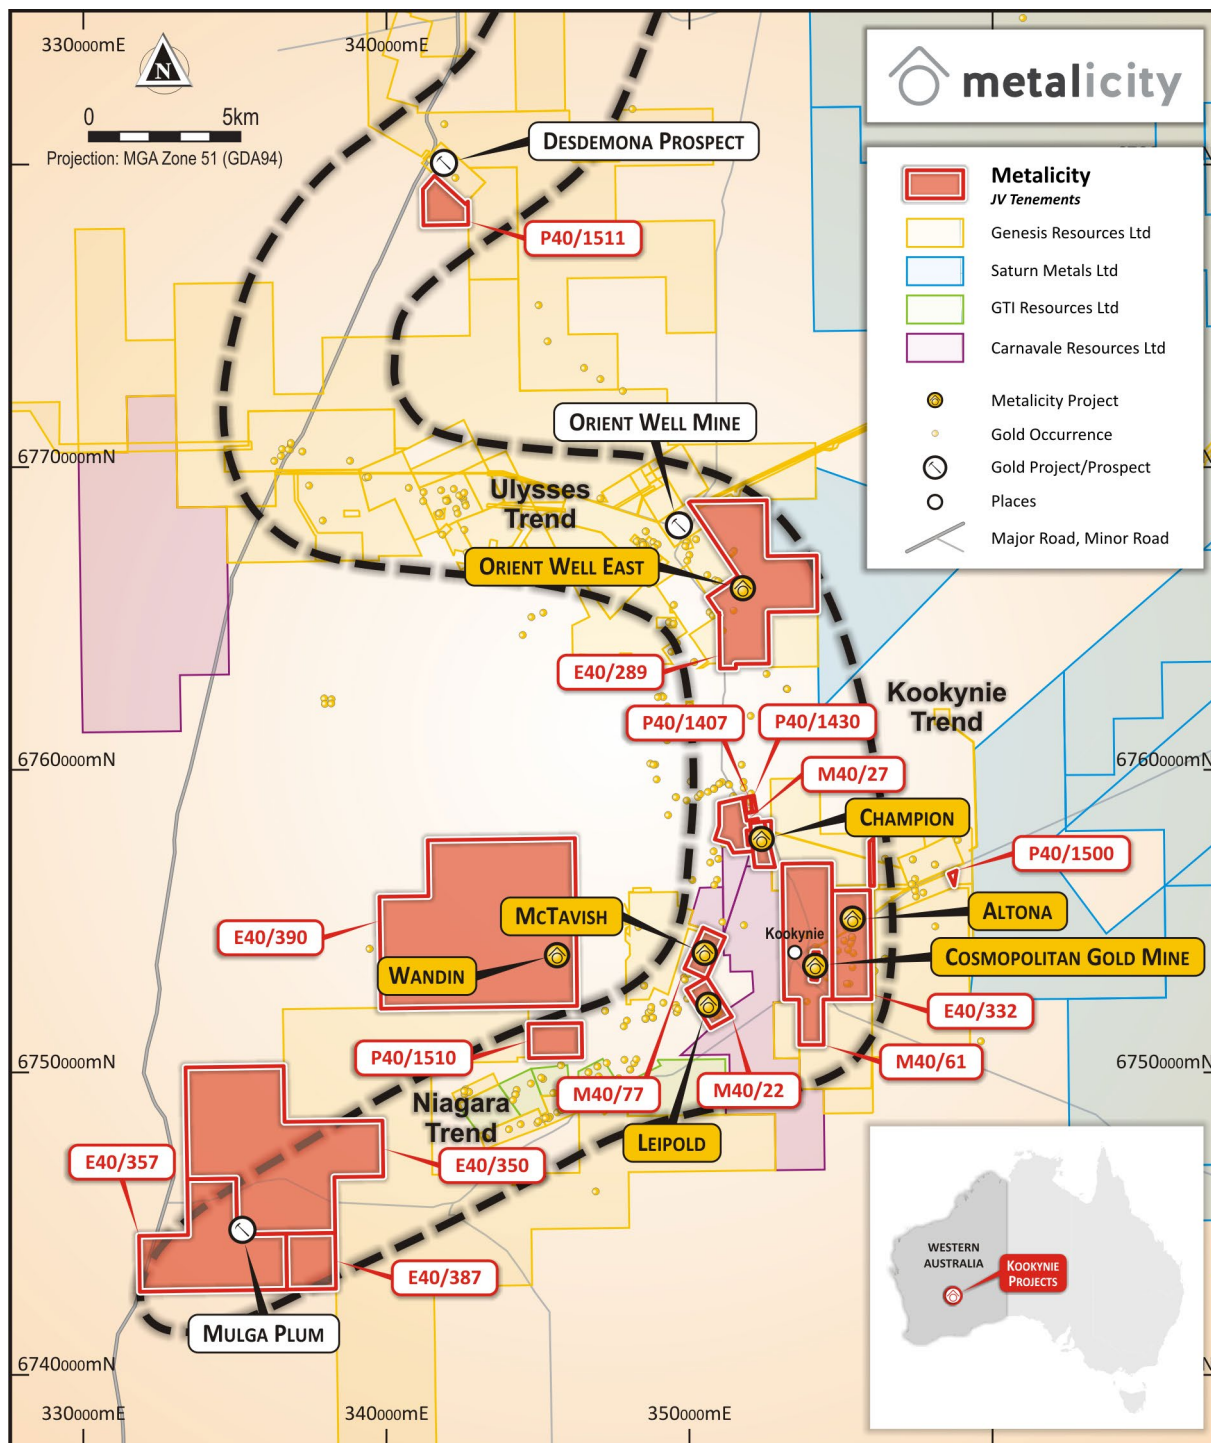 330000mE
340000mE
N
0 5km
Projection: MGA Zone 51 (GDA94)
metalicity
Metalicity
JV Tenements
Genesis Resources Ltd
Saturn Metals Ltd
GTI Resources Ltd
Carnavale Resources Ltd
Metalicity Project
Gold Occurrence
Gold Project/Prospect
Places
Major Road, Minor Road
DESDEMONA PROSPECT
P40/1511
ORIENT WELL MINE
6770000mN
Ulysses
Trend
ORIENT WELL EAST
E40/289
Kookynie
Trend
P40/1407
P40/1430
6760000mN
6760000mN
M40/27
CHAMPION
P40/1500
MCTAVISH
ALTONA
E40/390
Kookynie
WANDIN
COSMOPOLITAN GOLD MINE
E40/332
P40/1510
M40/61
6750000mN
6750000mN
M40/77
M40/22
Niagara
Trend
LEIPOLD
E40/357
E40/350
E40/387
MULGA PLUM
WESTERN
AUSTRALIA
KOOKYNIE
PROJECTS
6740000mN
330000mE
340000mE
350000mE